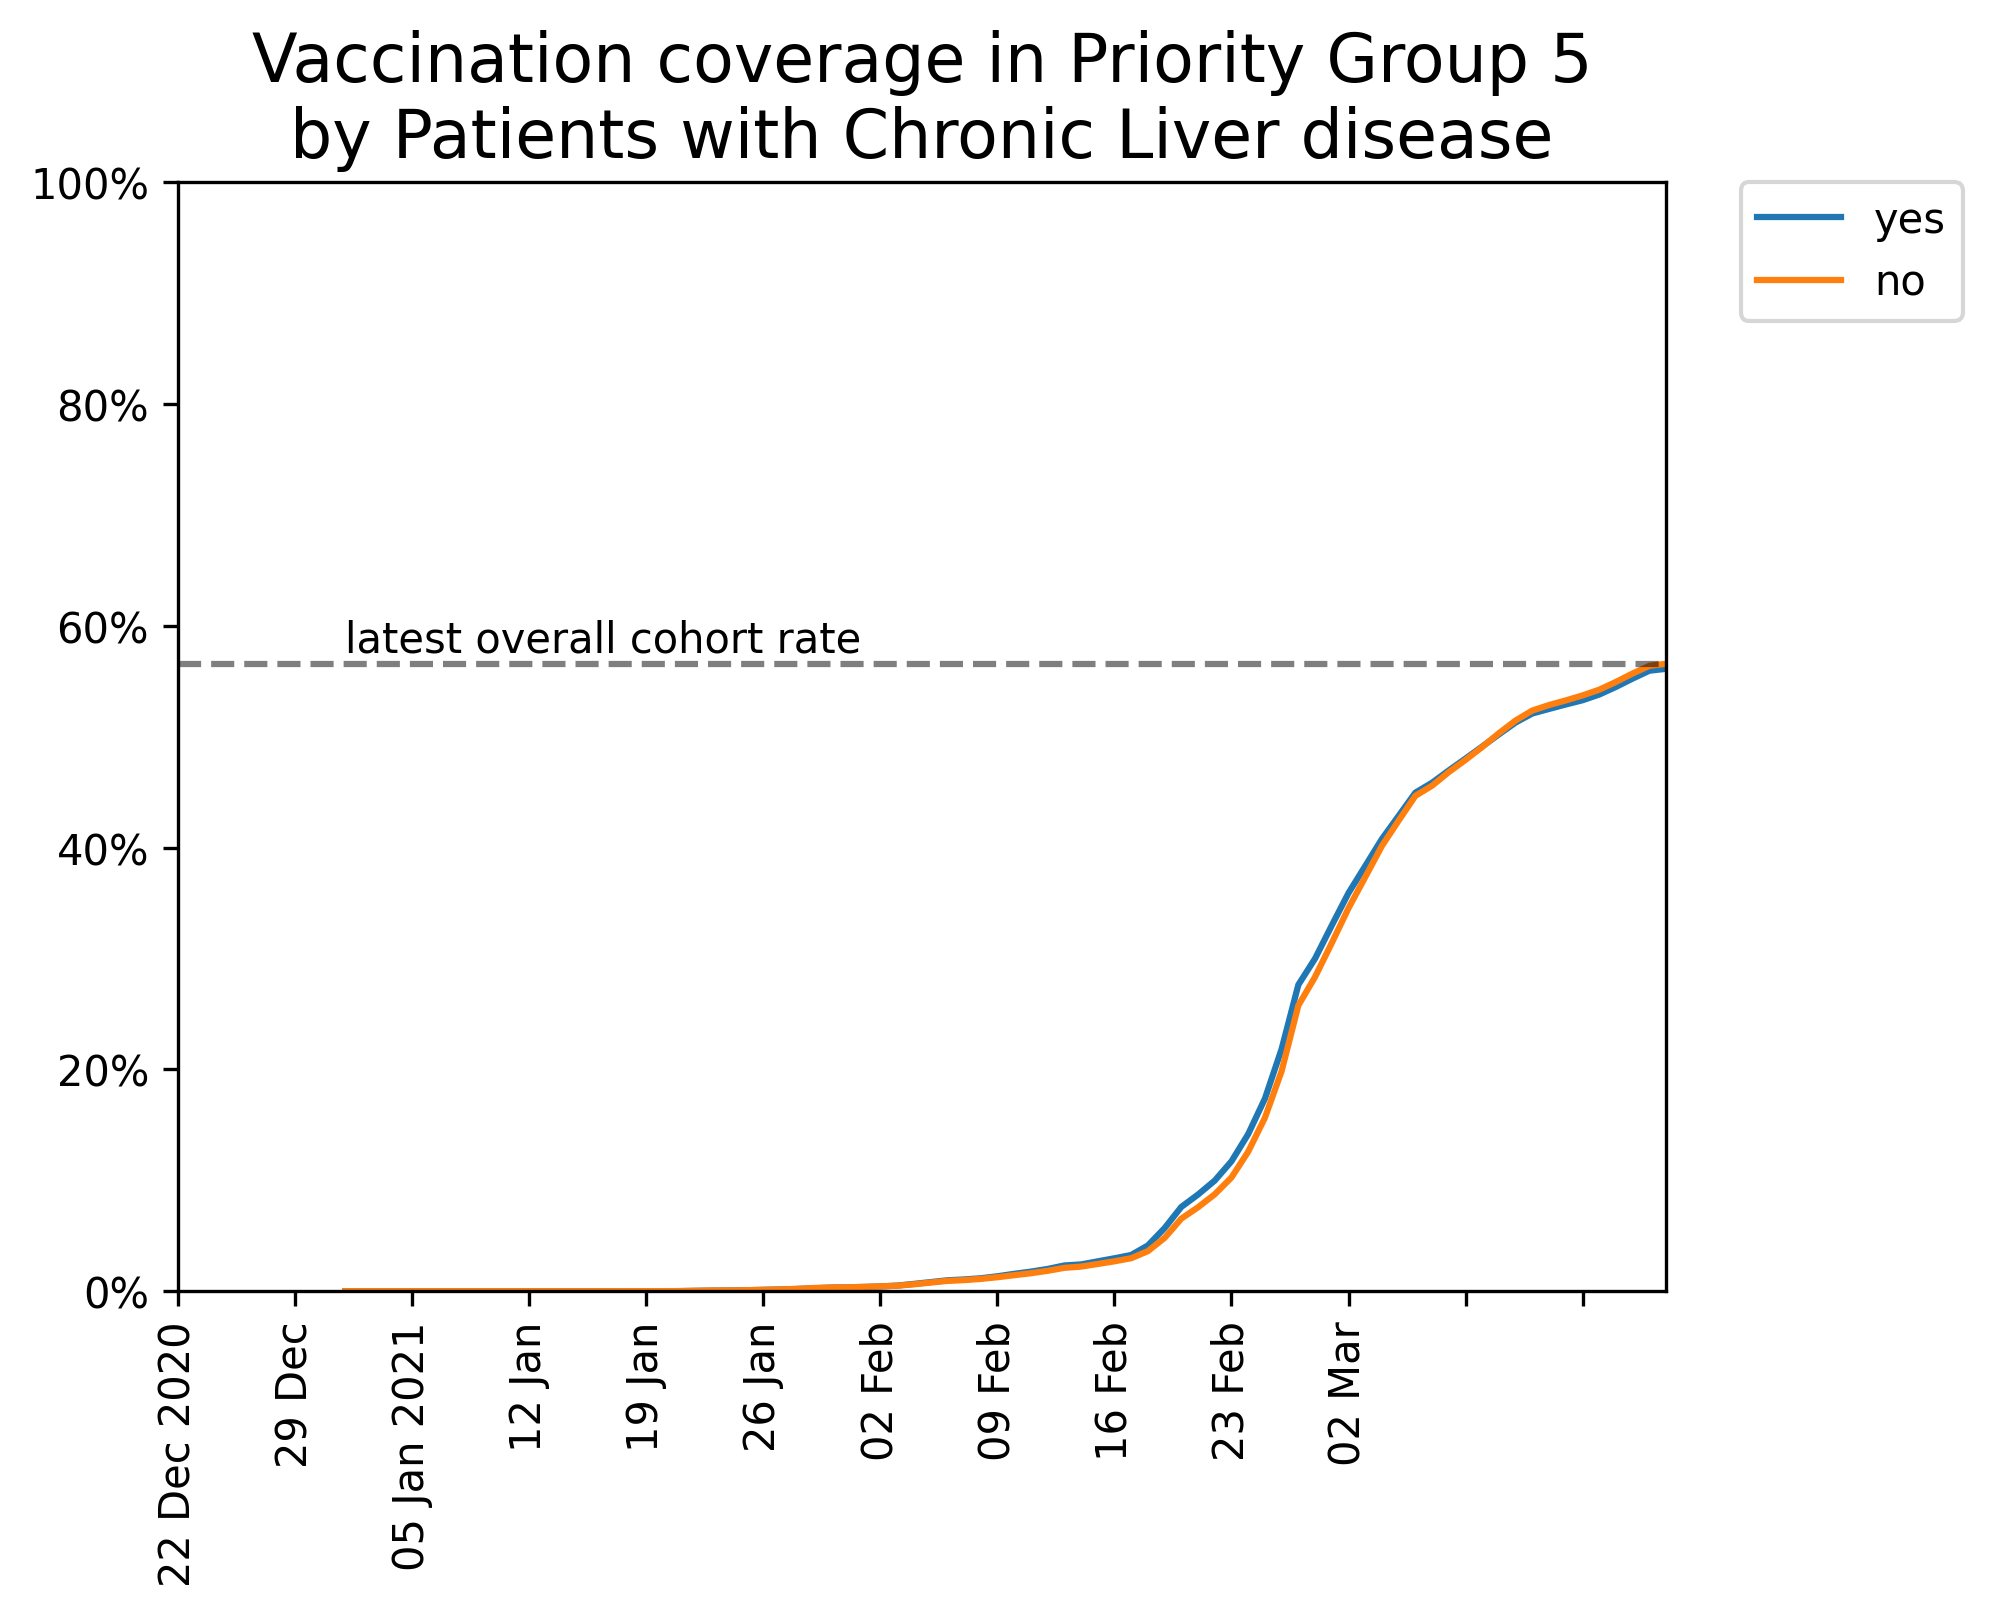 Vaccination coverage in Priority Group 5
by Patients with Chronic Liver disease
100%
80%
60%
40%
20%
0%
latest overall cohort rate
yes
no
22 Dec 2020
29 Dec
05 Jan 2021
12 Jan
19 Jan
26 Jan
02 Feb
09 Feb
16 Feb
23 Feb
02 Mar